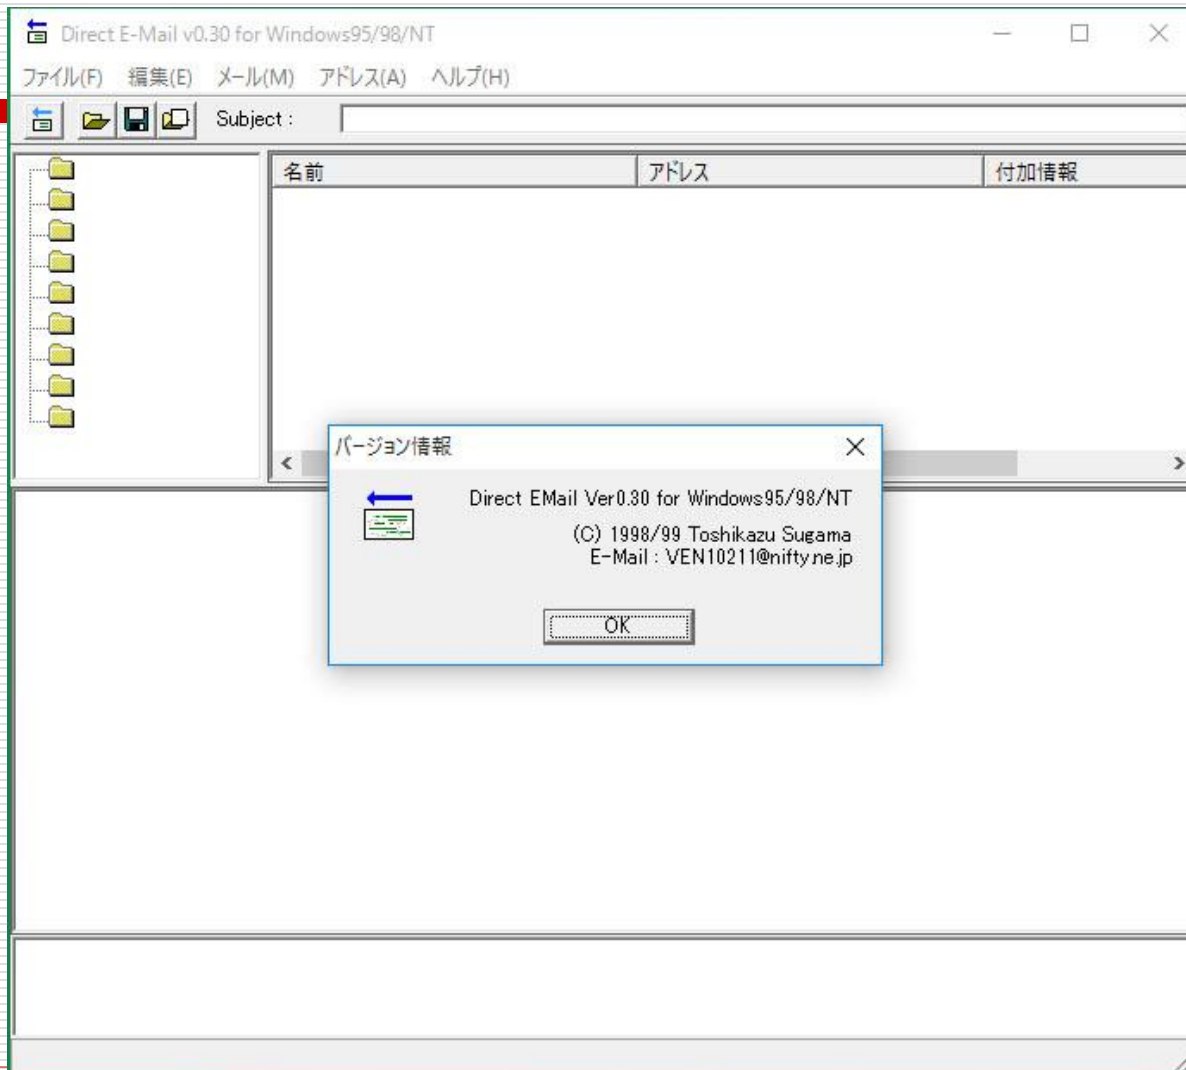 Direct E-Mail v0.30 for Windows95/98/NT
ファイル(F) 編集(E) メール(M) アドレス(A) ヘルプ(H)
Subject :
名前 アドレス 付加情報
バージョン情報
Direct EMail Ver0.30 for Windows95/98/NT
(C) 1998/99 Toshikazu Sugama
E-Mail : VEN10211@nifty.ne.jp
OK